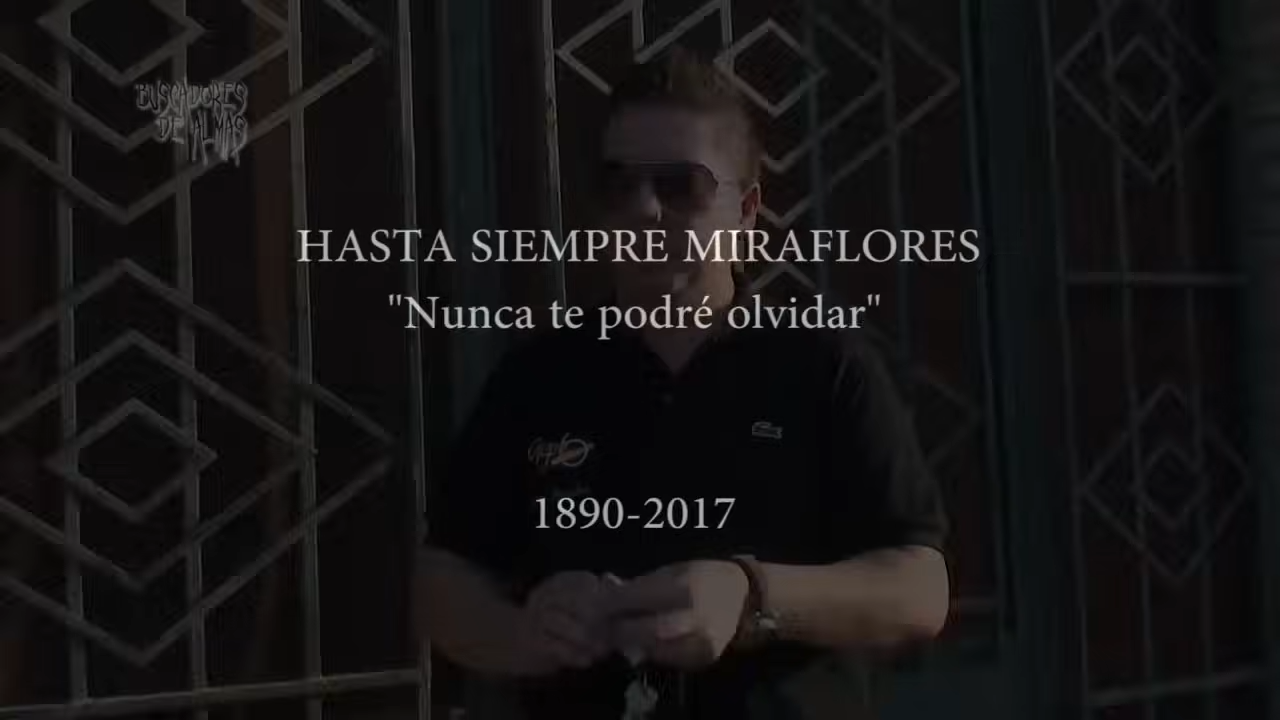 BUSCADORES
DE ALMAS
HASTA SIEMPRE MIRAFLORES
"Nunca te podré olvidar"
1890-2017